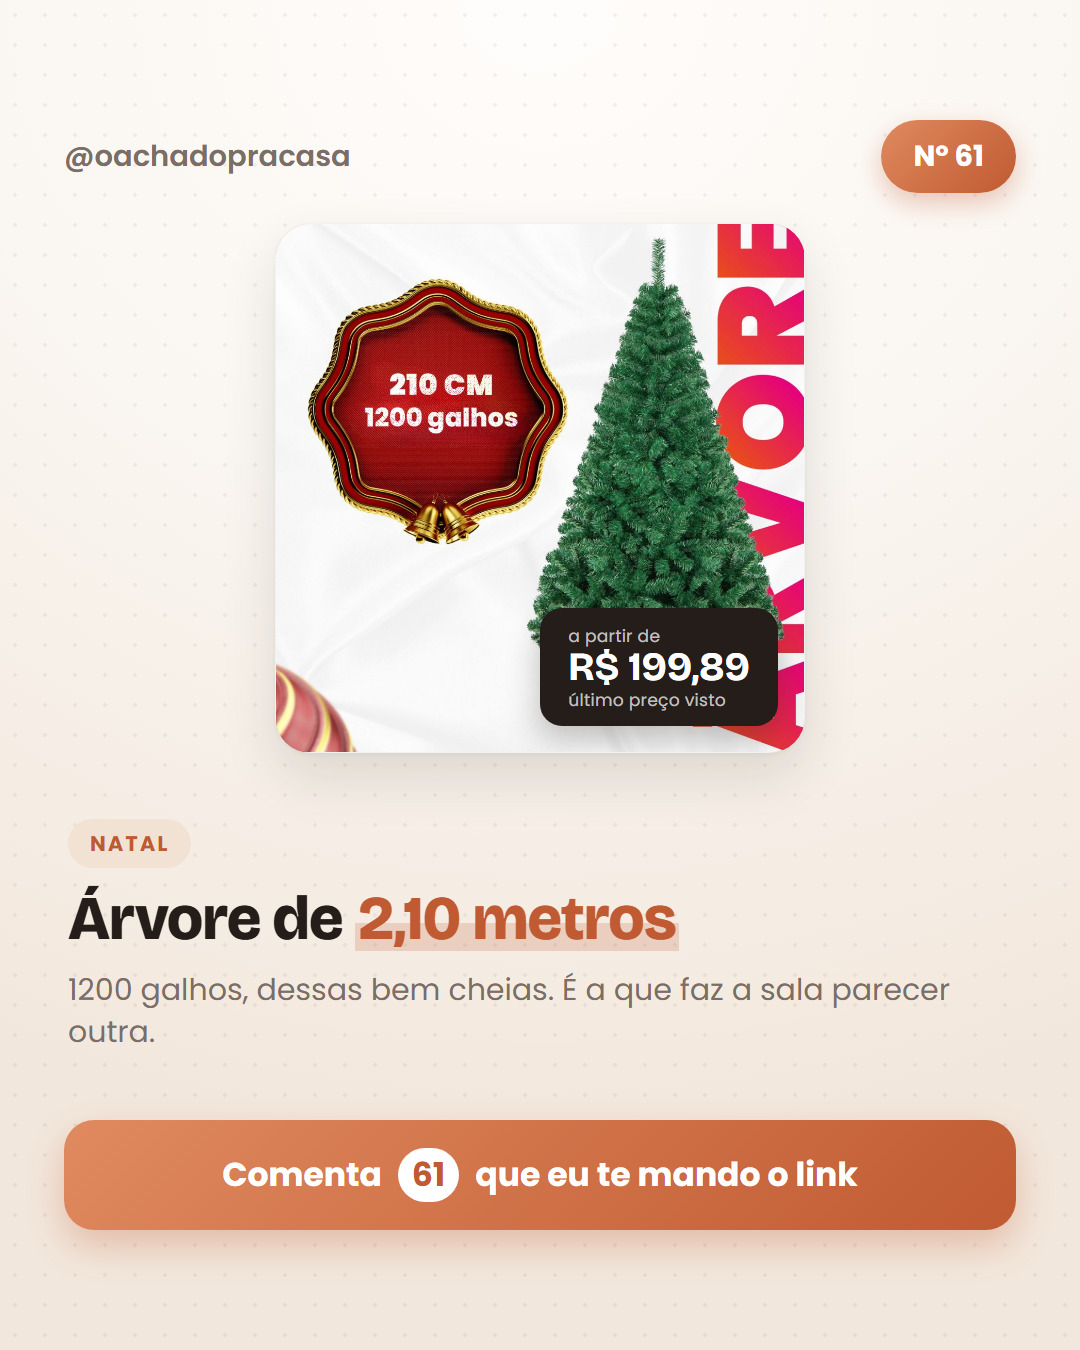 @oachadopracasa
Nº 61
210 CM
1200 galhos
ÁRVORE
a partir de
R$ 199,89
último preço visto
NATAL
Árvore de 2,10 metros
1200 galhos, dessas bem cheias. É a que faz a sala parecer
outra.
Comenta 61 que eu te mando o link